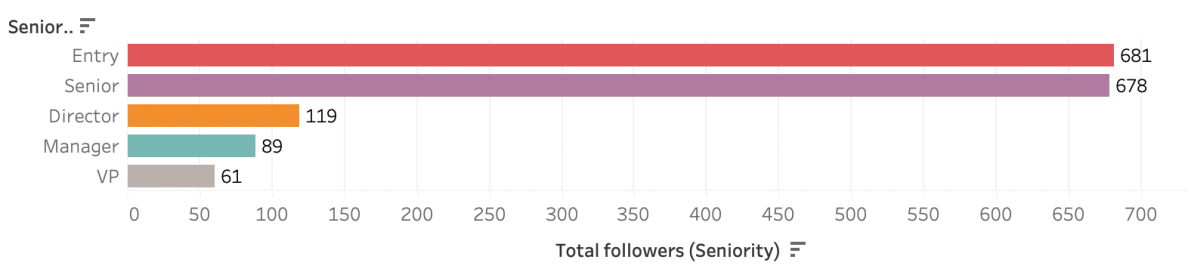 Senior..
Entry 681
Senior 678
Director 119
Manager 89
VP 61
0 50 100 150 200 250 300 350 400 450 500 550 600 650 700
Total followers (Seniority)